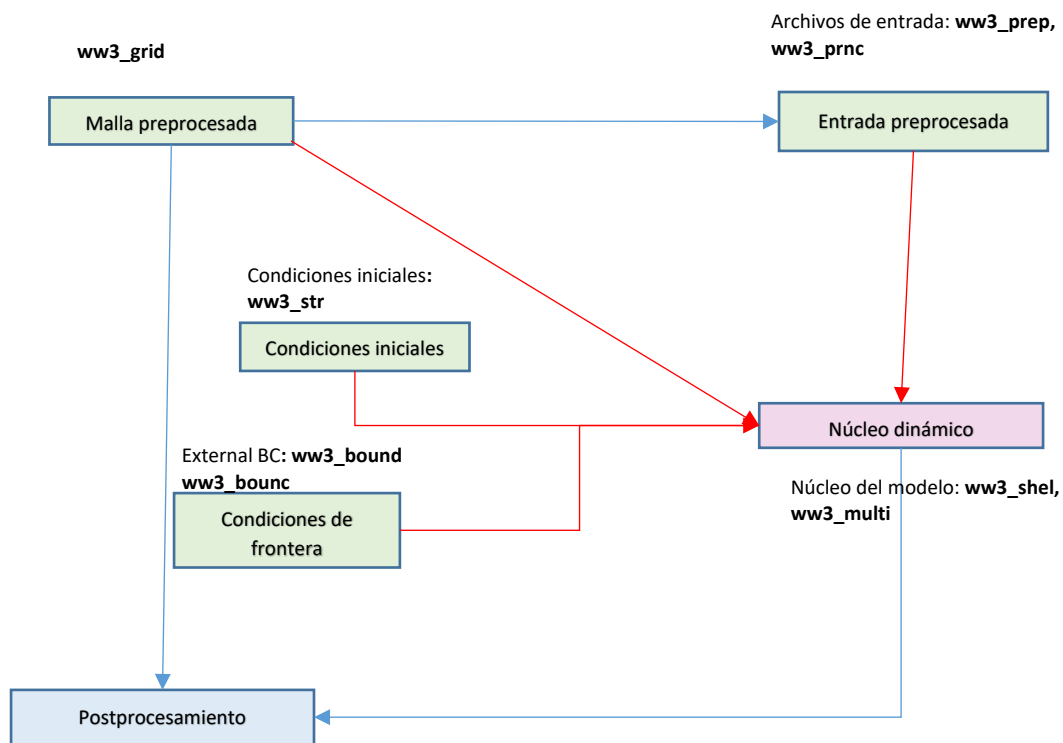 ww3_grid
Archivos de entrada: ww3_prep,
ww3_prnc
Malla preprocesada
Entrada preprocesada
Condiciones iniciales:
ww3_str
Condiciones iniciales
Núcleo dinámico
External BC: ww3_bound
ww3_bounc
Núcleo del modelo: ww3_shel,
ww3_multi
Condiciones de
frontera
Postprocesamiento